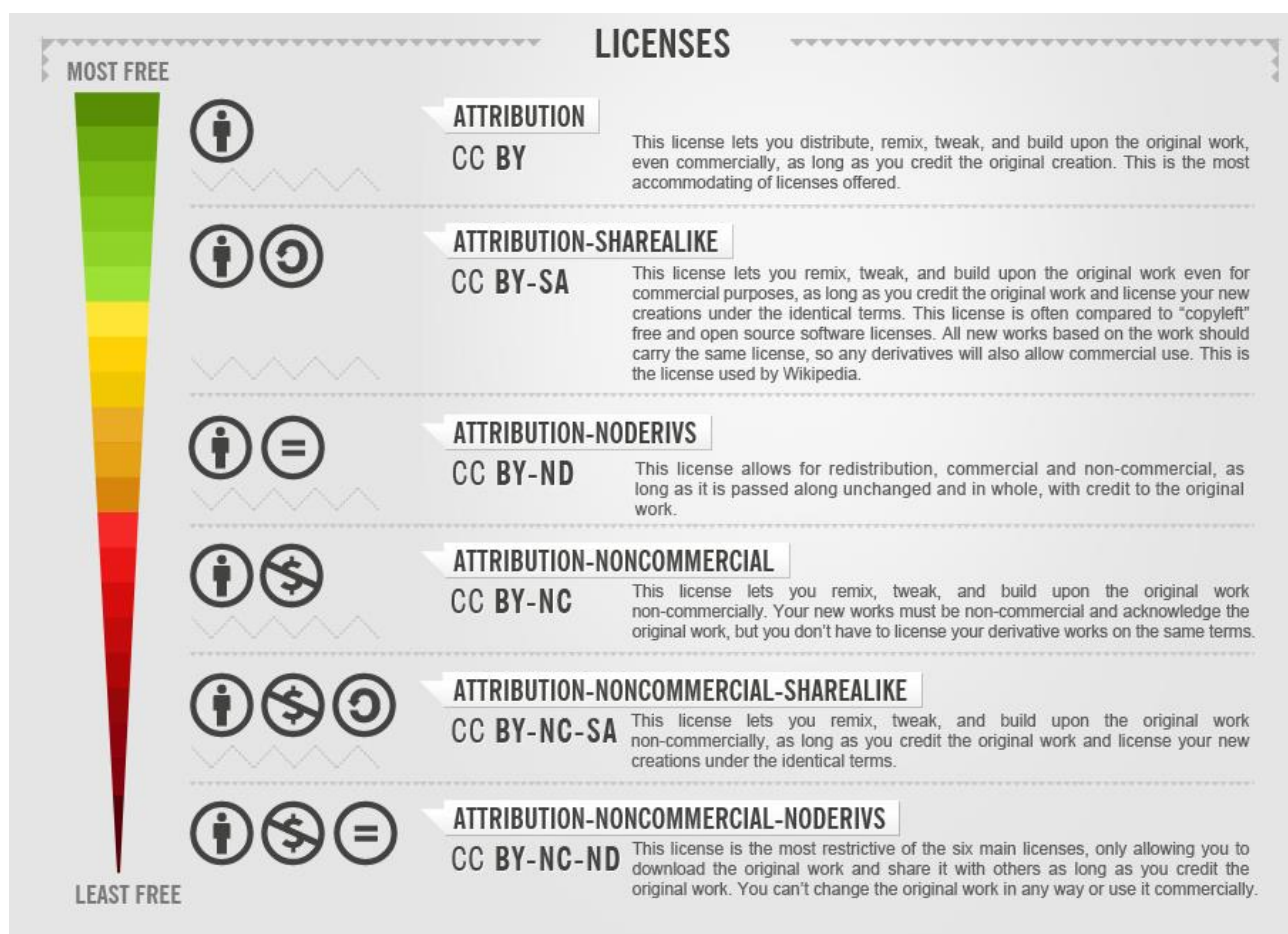 LICENSES
MOST FREE
ATTRIBUTION
CC BY
This license lets you distribute, remix, tweak, and build upon the original work,
even commercially, as long as you credit the original creation. This is the most
accommodating of licenses offered.
ATTRIBUTION-SHAREALIKE
CC BY-SA
This license lets you remix, tweak, and build upon the original work even for
commercial purposes, as long as you credit the original work and license your new
creations under the identical terms. This license is often compared to “copyleft”
free and open source software licenses. All new works based on the work should
carry the same license, so any derivatives will also allow commercial use. This is
the license used by Wikipedia.
ATTRIBUTION-NODERIVS
CC BY-ND
This license allows for redistribution, commercial and non-commercial, as
long as it is passed along unchanged and in whole, with credit to the original
work.
ATTRIBUTION-NONCOMMERCIAL
CC BY-NC
This license lets you remix, tweak, and build upon the original work
non-commercially. Your new works must be non-commercial and acknowledge the
original work, but you don’t have to license your derivative works on the same terms.
ATTRIBUTION-NONCOMMERCIAL-SHAREALIKE
CC BY-NC-SA
This license lets you remix, tweak, and build upon the original work
non-commercially, as long as you credit the original work and license your new
creations under the identical terms.
ATTRIBUTION-NONCOMMERCIAL-NODERIVS
CC BY-NC-ND
This license is the most restrictive of the six main licenses, only allowing you to
download the original work and share it with others as long as you credit the
original work. You can’t change the original work in any way or use it commercially.
LEAST FREE